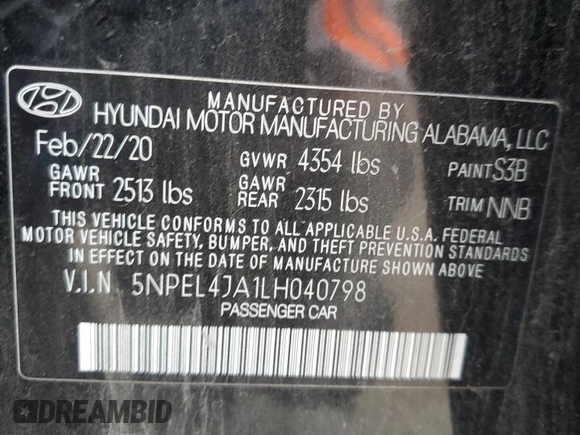 MANUFACTURED BY
HYUNDAI MOTOR MANUFACTURING ALABAMA, LLC
Feb/22/20 GVWR 4354 lbs PAINT S3B
GAWR FRONT 2513 lbs GAWR REAR 2315 lbs TRIM NNB
THIS VEHICLE CONFORMS TO ALL APPLICABLE U.S.A. FEDERAL
MOTOR VEHICLE SAFETY, BUMPER, AND THEFT PREVENTION STANDARDS
IN EFFECT ON THE DATE OF MANUFACTURE SHOWN ABOVE.
V.I.N. 5NPEL4JA1LH040798
PASSENGER CAR
DREAMBID